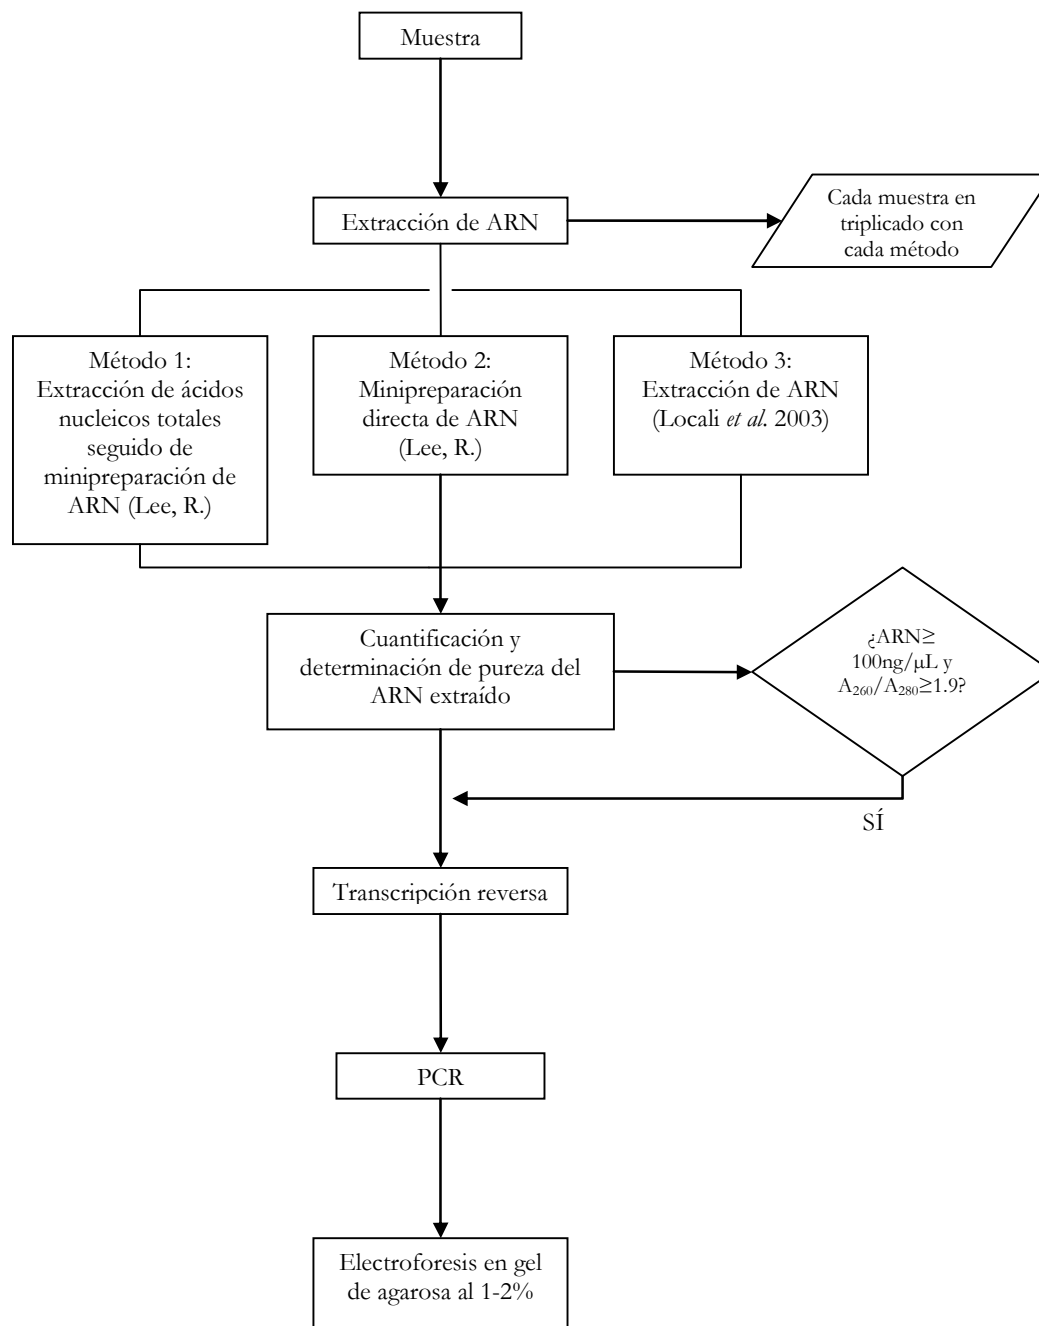 Muestra
Extracción de ARN
Cada muestra en
triplicado con
cada método
Método 1:
Extracción de ácidos
nucleicos totales
seguido de
minipreparación de
ARN (Lee, R.)
Método 2:
Minipreparación
directa de ARN
(Lee, R.)
Método 3:
Extracción de ARN
(Locali et al. 2003)
Cuantificación y
determinación de pureza del
ARN extraído
¿ARN≥
100ng/μL y
A260/A280≥1.9?
SÍ
Transcripción reversa
PCR
Electroforesis en gel
de agarosa al 1-2%